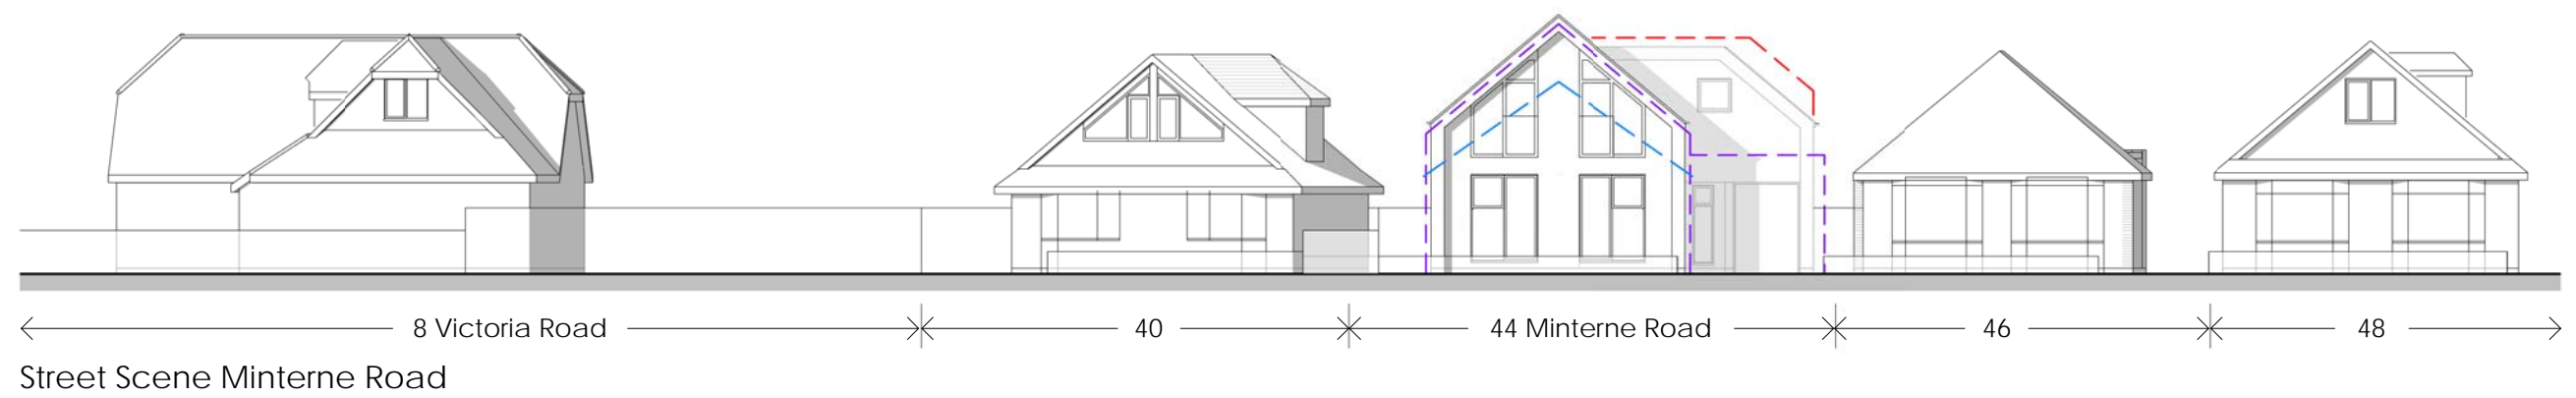 8 Victoria Road 40 44 Minterne Road 46 48
Street Scene Minterne Road